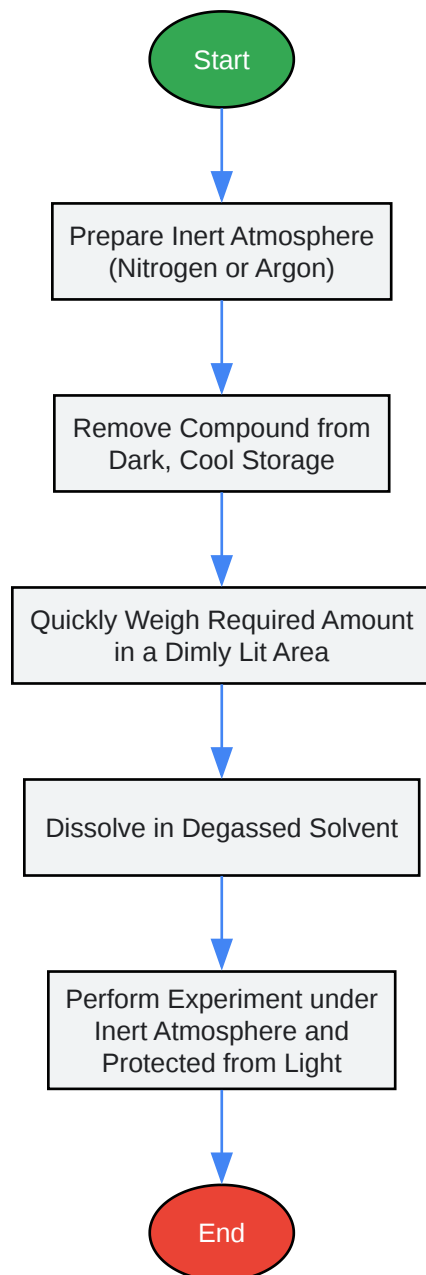 Start
Prepare Inert Atmosphere
(Nitrogen or Argon)
Remove Compound from
Dark, Cool Storage
Quickly Weigh Required Amount
in a Dimly Lit Area
Dissolve in Degassed Solvent
Perform Experiment under
Inert Atmosphere and
Protected from Light
End